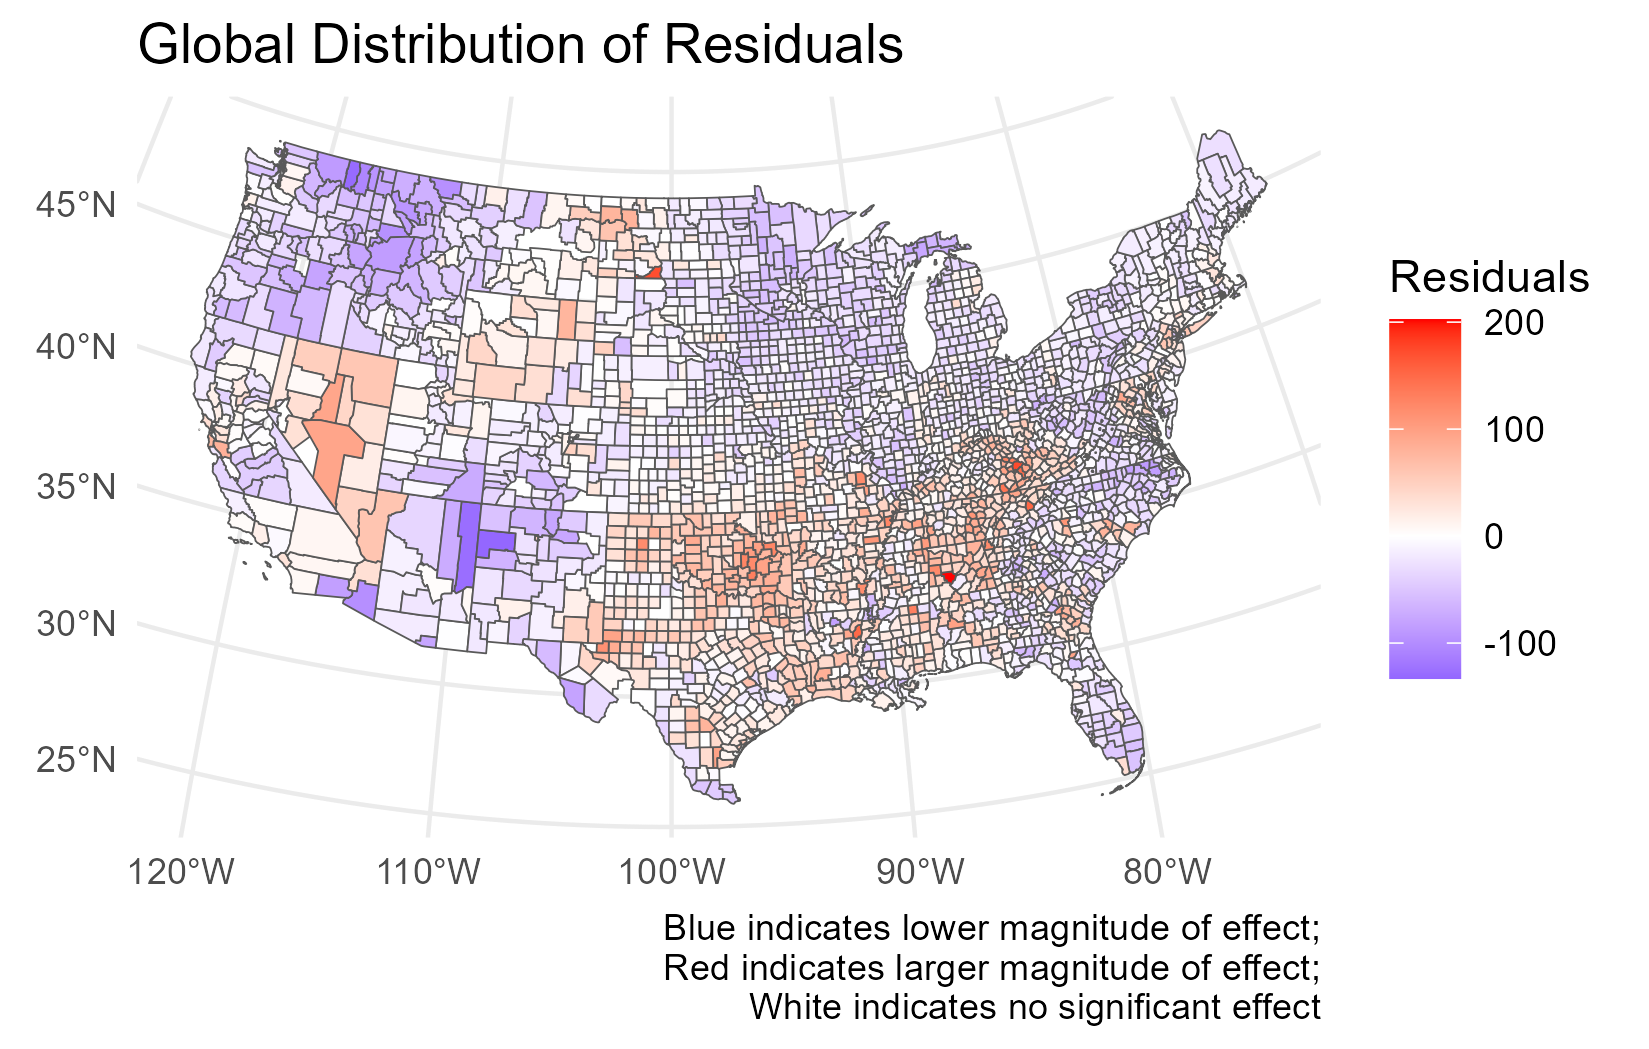 Global Distribution of Residuals
45°N
40°N
35°N
30°N
25°N
120°W
110°W
100°W
90°W
80°W
Residuals
200
100
0
-100
Blue indicates lower magnitude of effect;
Red indicates larger magnitude of effect;
White indicates no significant effect